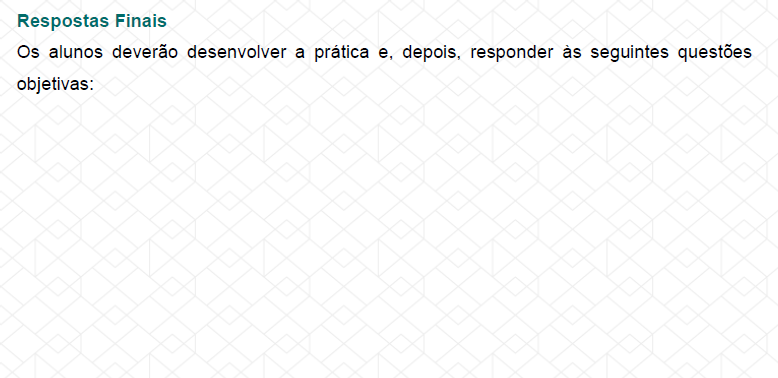 Respostas Finais
Os alunos deverão desenvolver a prática e, depois, responder às seguintes questões
objetivas: